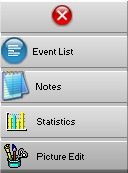 Event List
Notes
Statistics
Picture Edit